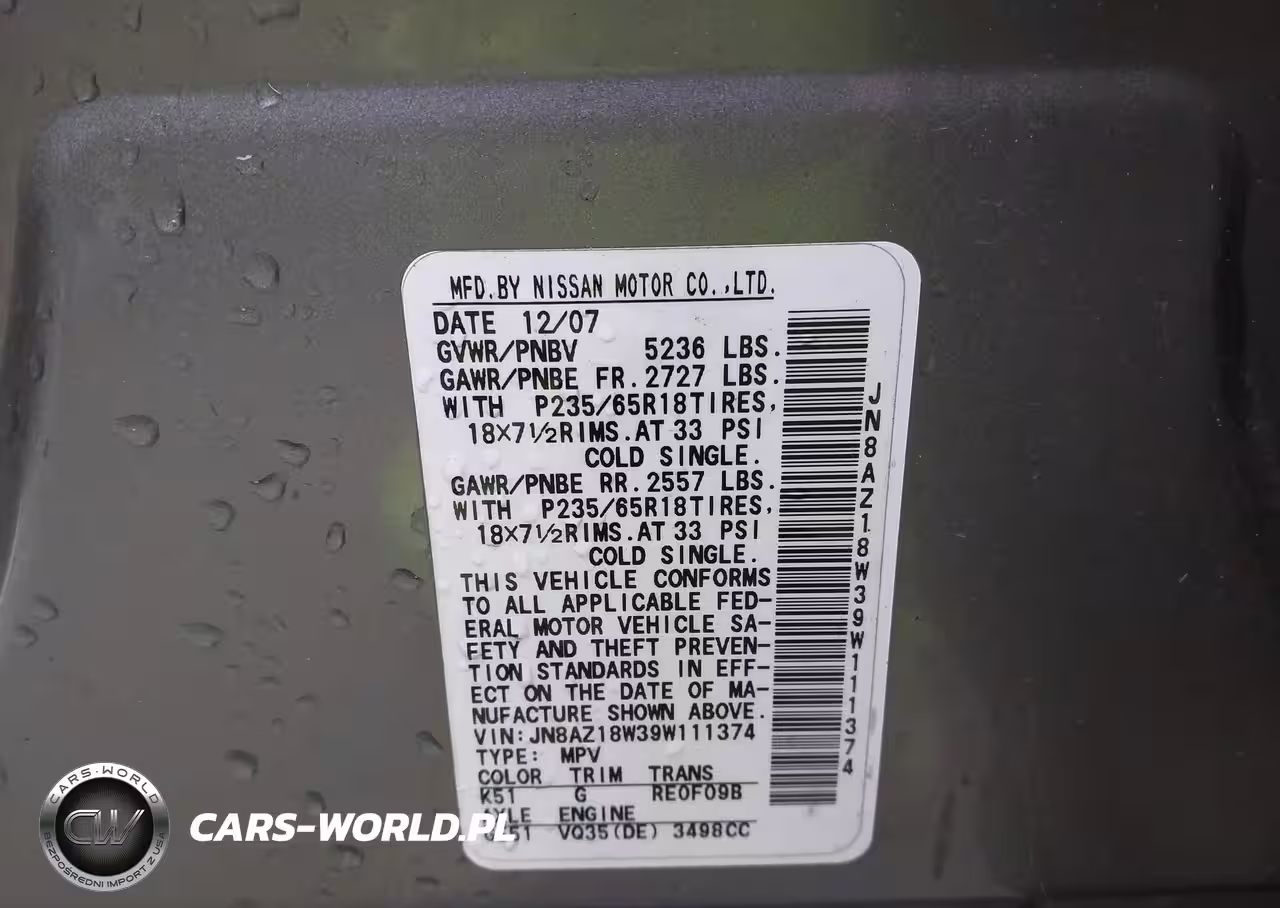 MFD.BY NISSAN MOTOR CO.,LTD.
DATE 12/07
GVWR/PNBV 5236 LBS.
GAWR/PNBE FR.2727 LBS.
WITH P235/65R18TIRES,
18×7½RIMS.AT 33 PSI
COLD SINGLE.
GAWR/PNBE RR.2557 LBS.
WITH P235/65R18TIRES,
18×7½RIMS.AT 33 PSI
COLD SINGLE.
THIS VEHICLE CONFORMS
TO ALL APPLICABLE FED-
ERAL MOTOR VEHICLE SA-
FETY AND THEFT PREVEN-
TION STANDARDS IN EFF-
ECT ON THE DATE OF MA-
NUFACTURE SHOWN ABOVE.
VIN:JN8AZ18W39W111374
TYPE: MPV
COLOR TRIM TRANS
K51 G RE0F09B
AXLE ENGINE
VQ35(DE) 3498CC
JN8AZ18W39W111374
CARS-WORLD
CW
BEZPOŚREDNI IMPORT Z USA
CARS-WORLD.PL